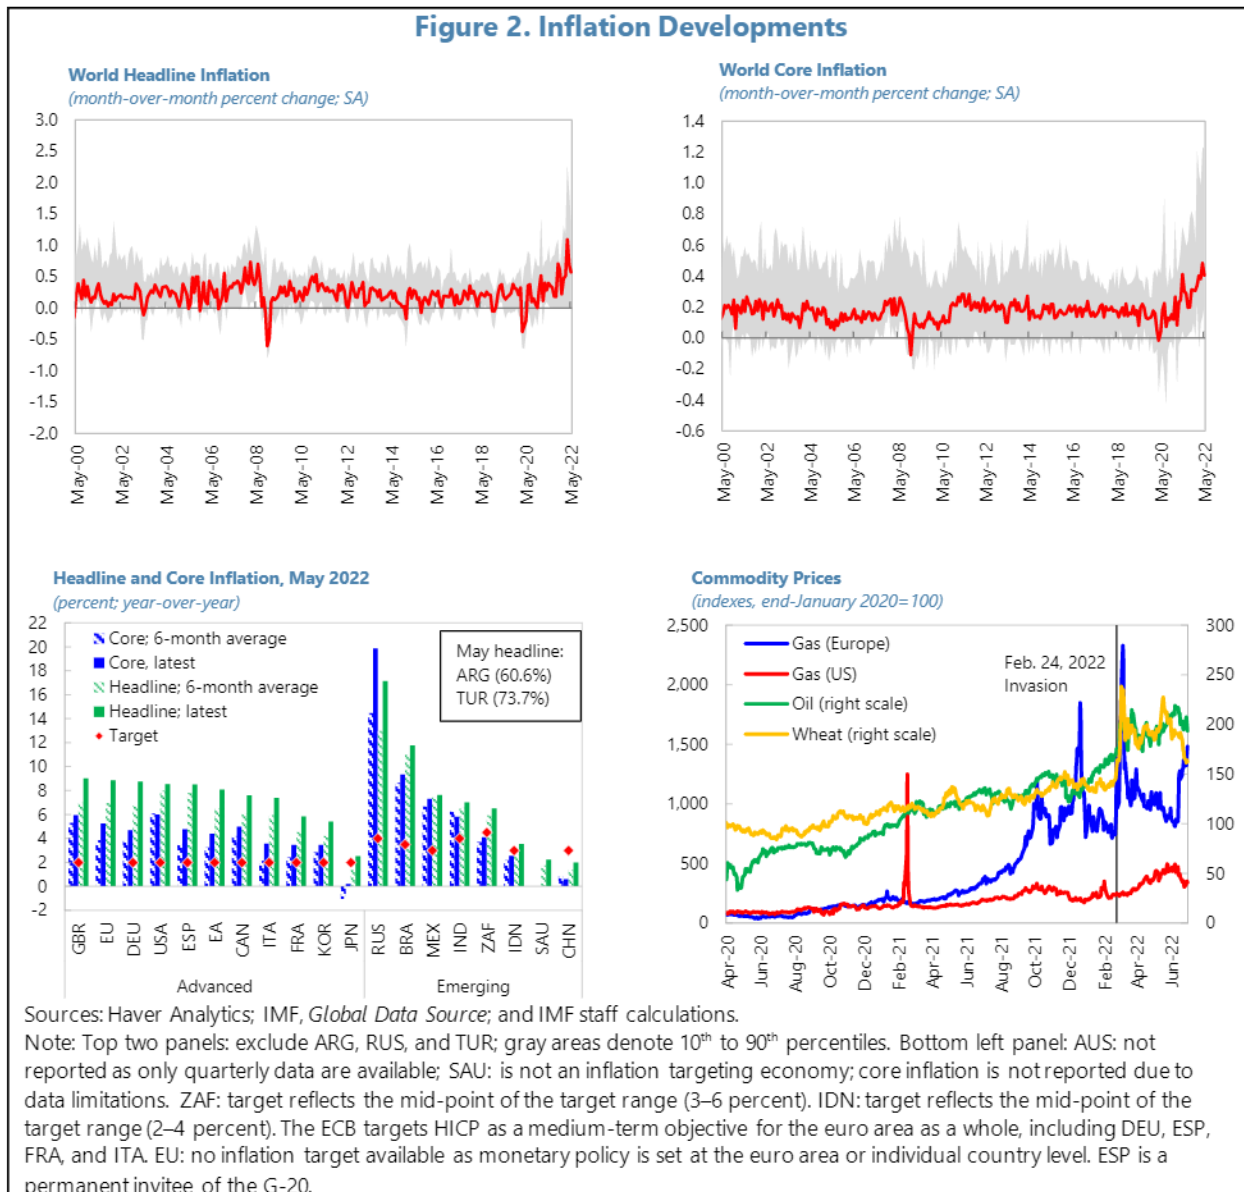 Figure 2. Inflation Developments
World Headline Inflation
(month-over-month percent change; SA)
3.0
2.5
2.0
1.5
1.0
0.5
0.0
-0.5
-1.0
-1.5
-2.0
May-00
May-02
May-04
May-06
May-08
May-10
May-12
May-14
May-16
May-18
May-20
May-22
World Core Inflation
(month-over-month percent change; SA)
1.4
1.2
1.0
0.8
0.6
0.4
0.2
0.0
-0.2
-0.4
-0.6
May-00
May-02
May-04
May-06
May-08
May-10
May-12
May-14
May-16
May-18
May-20
May-22
Headline and Core Inflation, May 2022
(percent; year-over-year)
22
20
18
16
14
12
10
8
6
4
2
0
-2
Core; 6-month average
Core, latest
Headline; 6-month average
Headline; latest
Target
May headline:
ARG (60.6%)
TUR (73.7%)
GBR
EU
DEU
USA
ESP
EA
CAN
ITA
FRA
KOR
JPN
RUS
BRA
MEX
IND
ZAF
IDN
SAU
CHN
Advanced
Emerging
Commodity Prices
(indexes, end-January 2020=100)
2,500
2,000
1,500
1,000
500
0
300
250
200
150
100
50
0
Gas (Europe)
Gas (US)
Oil (right scale)
Wheat (right scale)
Feb. 24, 2022
Invasion
Apr-20
Jun-20
Aug-20
Oct-20
Dec-20
Feb-21
Apr-21
Jun-21
Aug-21
Oct-21
Dec-21
Feb-22
Apr-22
Jun-22
Sources: Haver Analytics; IMF, Global Data Source; and IMF staff calculations.
Note: Top two panels: exclude ARG, RUS, and TUR; gray areas denote 10th to 90th percentiles. Bottom left panel: AUS: not
reported as only quarterly data are available; SAU: is not an inflation targeting economy; core inflation is not reported due to
data limitations. ZAF: target reflects the mid-point of the target range (3–6 percent). IDN: target reflects the mid-point of the
target range (2–4 percent). The ECB targets HICP as a medium-term objective for the euro area as a whole, including DEU, ESP,
FRA, and ITA. EU: no inflation target available as monetary policy is set at the euro area or individual country level. ESP is a
permanent invitee of the G-20.